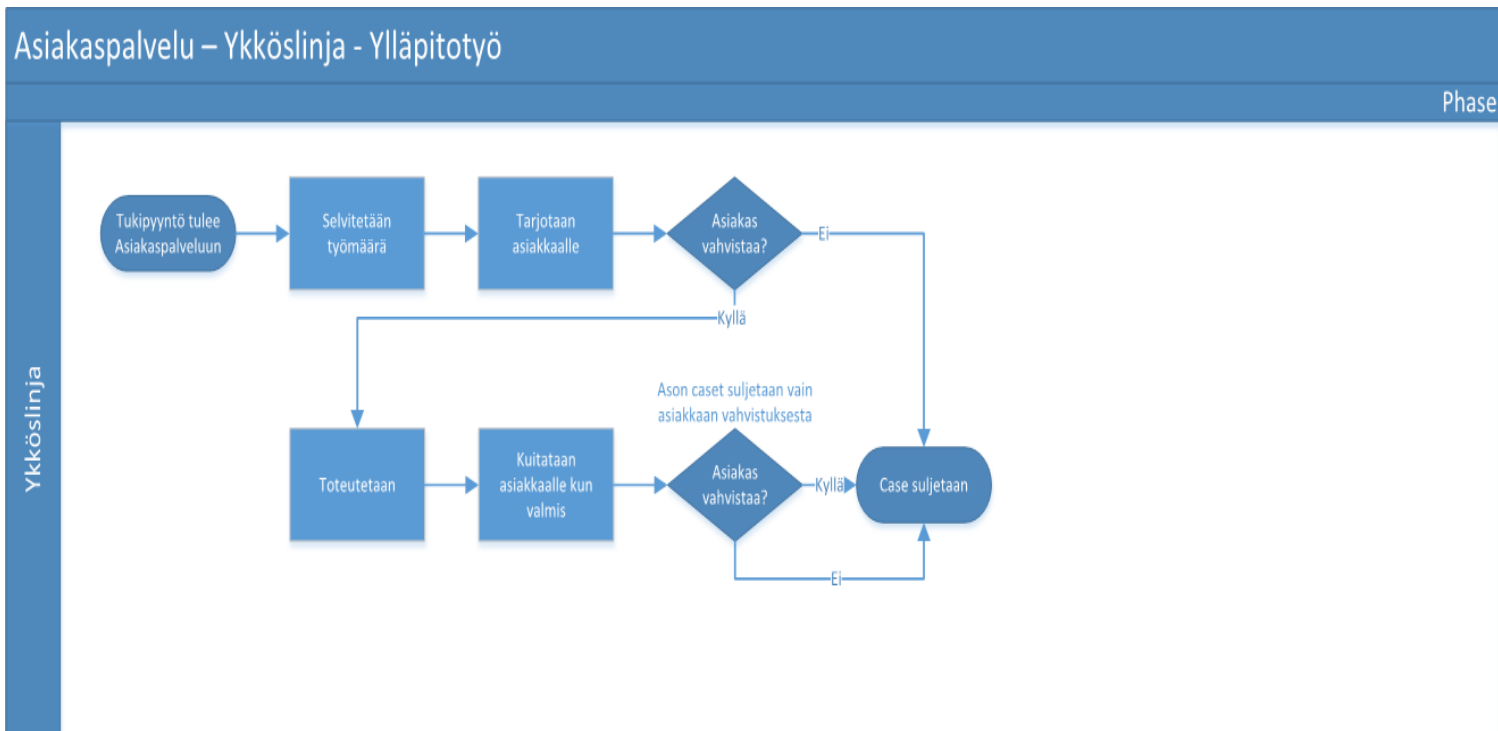 Asiakaspalvelu – Ykköslinja - Ylläpitotyö
Phase
Ykköslinja
Tukipyyntö tulee
Asiakaspalveluun
Selvitetään
työmäärä
Tarjotaan
asiakkaalle
Asiakas
vahvistaa?
Ei
Kyllä
Ason caset suljetaan vain
asiakkaan vahvistuksesta
Toteutetaan
Kuitataan
asiakkaalle kun
valmis
Asiakas
vahvistaa?
Kyllä
Case suljetaan
Ei